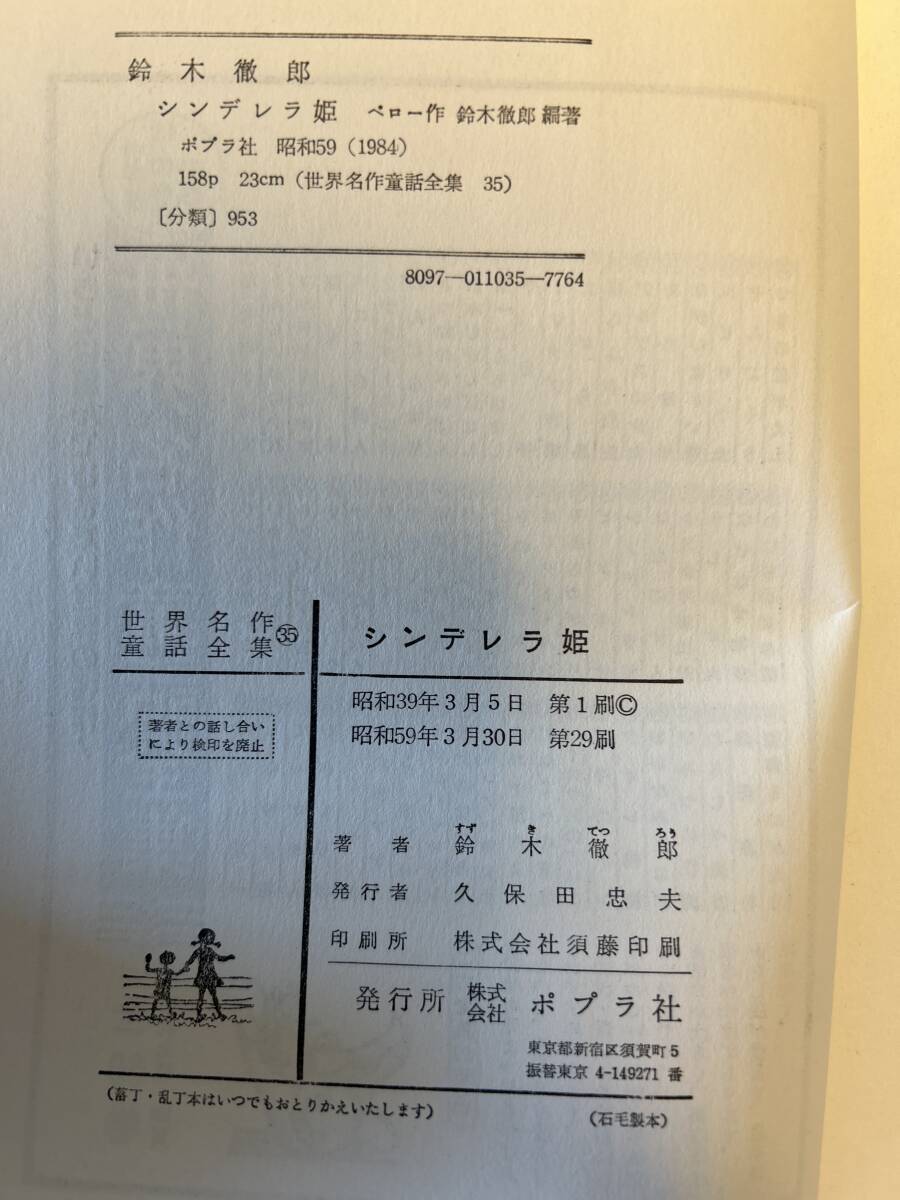 鈴木徹郎
シンデレラ姫 ペロー作 鈴木徹郎 編著
ポプラ社 昭和59（1984）
158p 23cm（世界名作童話全集 35）
〔分類〕953
8097—011035—7764
世界名作
童話全集㉟
シンデレラ姫
昭和39年3月5日 第1刷©
昭和59年3月30日 第29刷
著者との話し合い
により検印を廃止
すず き てつ ろう
著者 鈴木徹郎
発行者 久保田忠夫
印刷所 株式会社須藤印刷
発行所 株式会社 ポプラ社
東京都新宿区須賀町5
振替東京 4-149271 番
（落丁・乱丁本はいつでもおとりかえいたします）
（石毛製本）